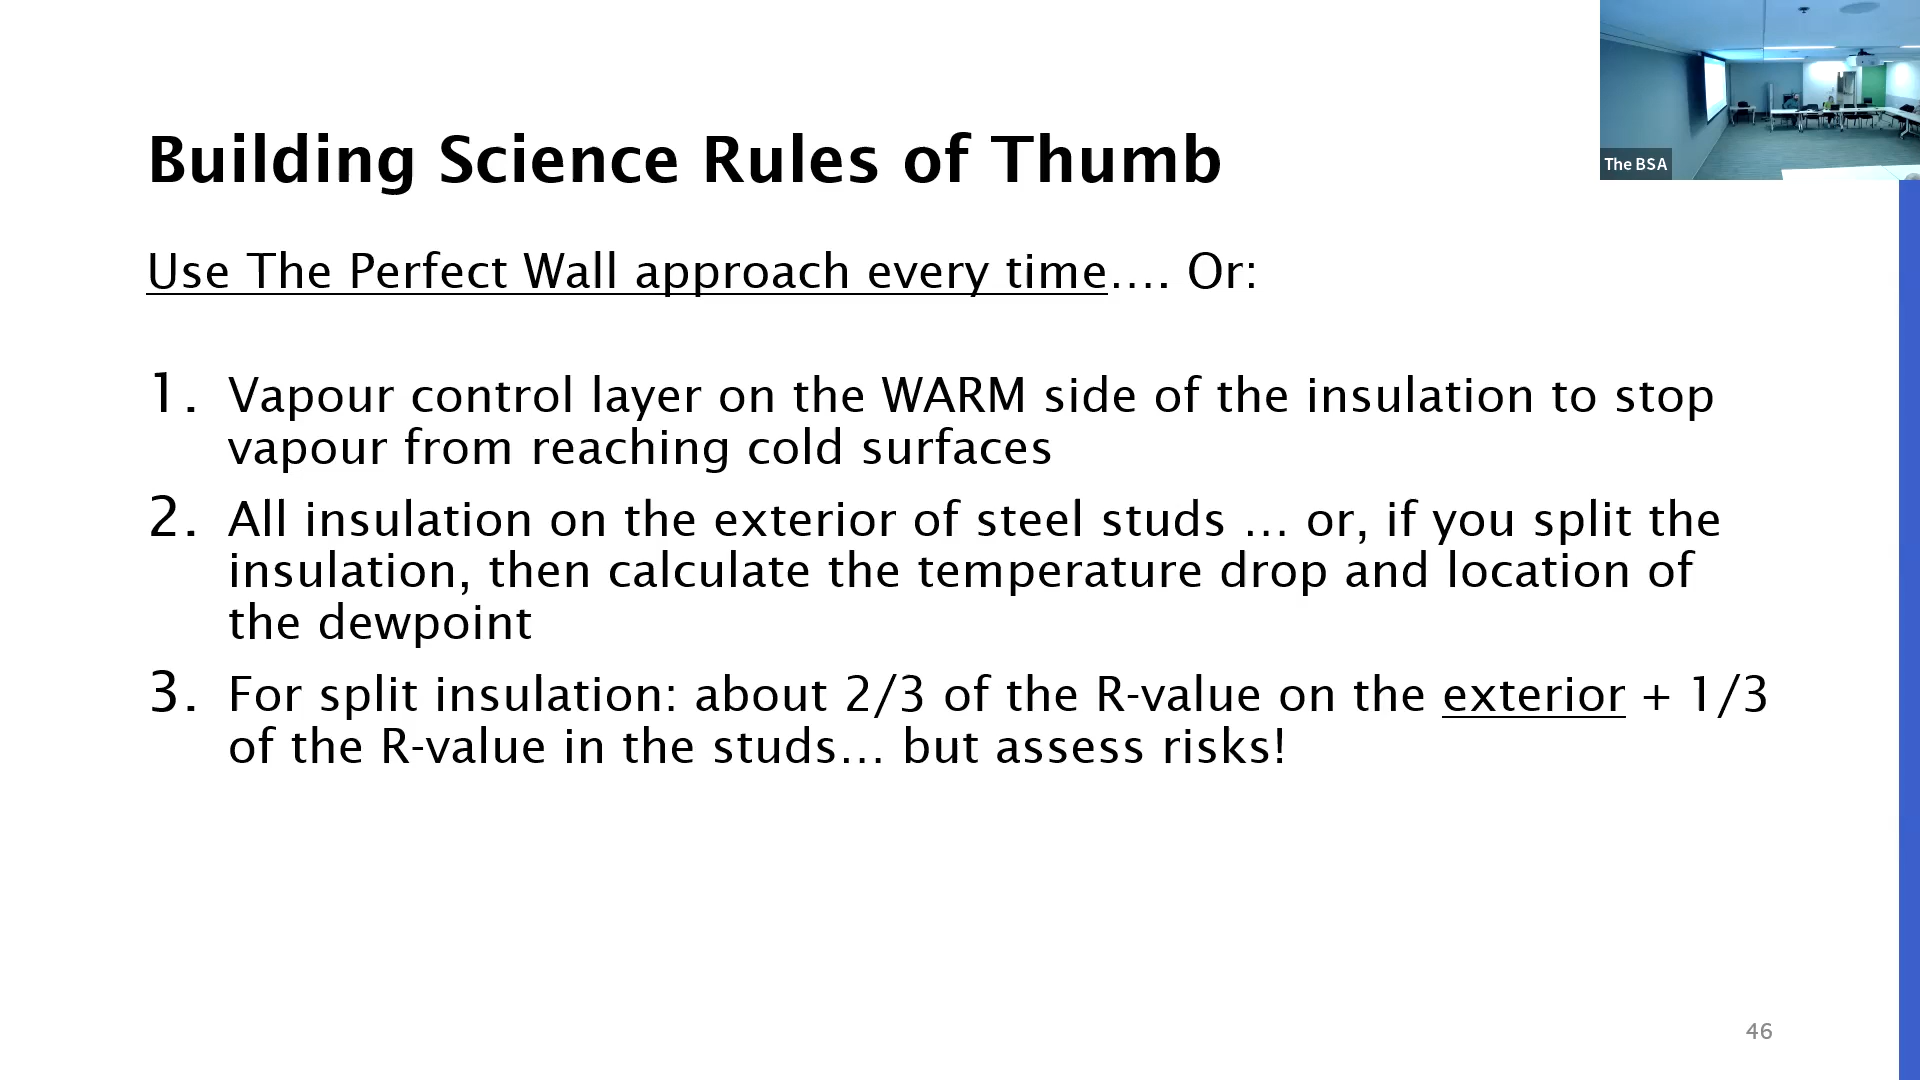 The BSA
Building Science Rules of Thumb
Use The Perfect Wall approach every time…. Or:
1. Vapour control layer on the WARM side of the insulation to stop
vapour from reaching cold surfaces
2. All insulation on the exterior of steel studs … or, if you split the
insulation, then calculate the temperature drop and location of
the dewpoint
3. For split insulation: about 2/3 of the R-value on the exterior + 1/3
of the R-value in the studs… but assess risks!
46